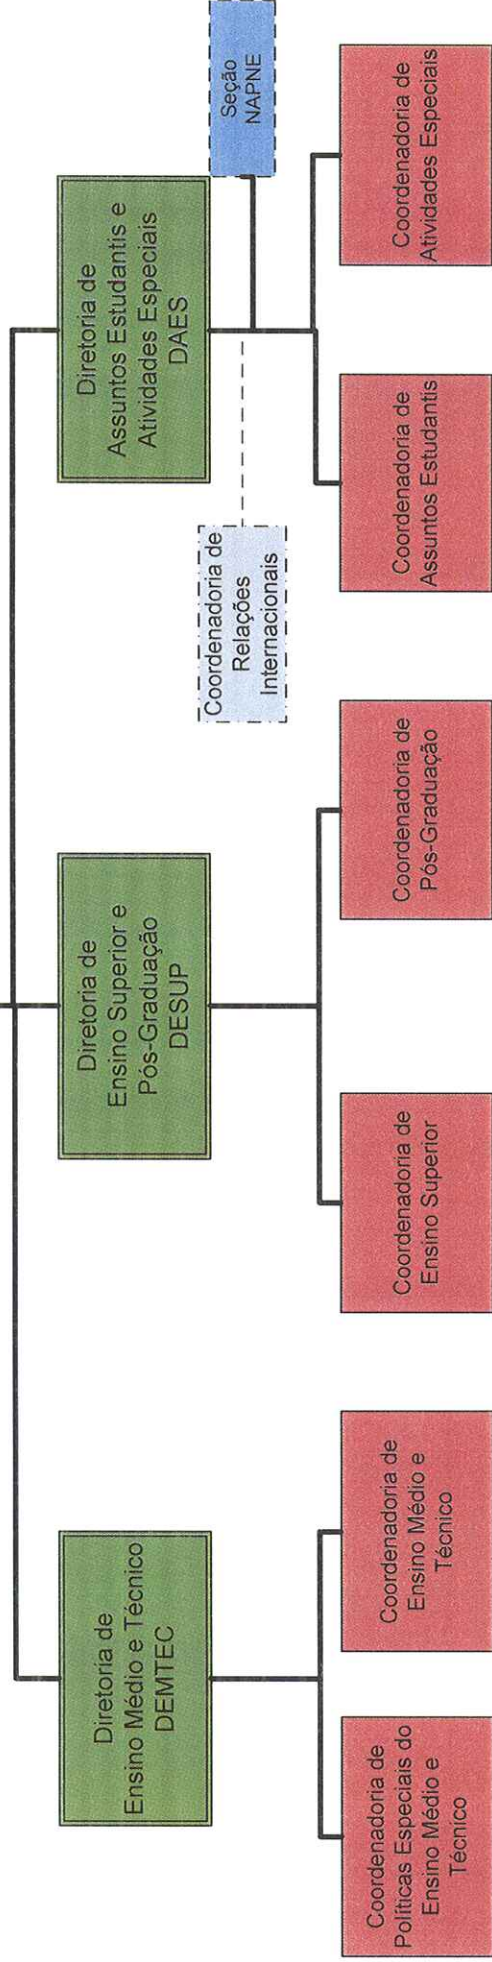 Diretoria de
Ensino Médio e Técnico
DEMTEC
Diretoria de
Ensino Superior e
Pós-Graduação
DESUP
Diretoria de
Assuntos Estudantis e
Atividades Especiais
DAES
Seção
NAPNE
Coordenadoria de
Relações
Internacionais
Coordenadoria de
Políticas Especiais do
Ensino Médio e
Técnico
Coordenadoria de
Ensino Médio e
Técnico
Coordenadoria de
Ensino Superior
Coordenadoria de
Pós-Graduação
Coordenadoria de
Assuntos Estudantis
Coordenadoria de
Atividades Especiais